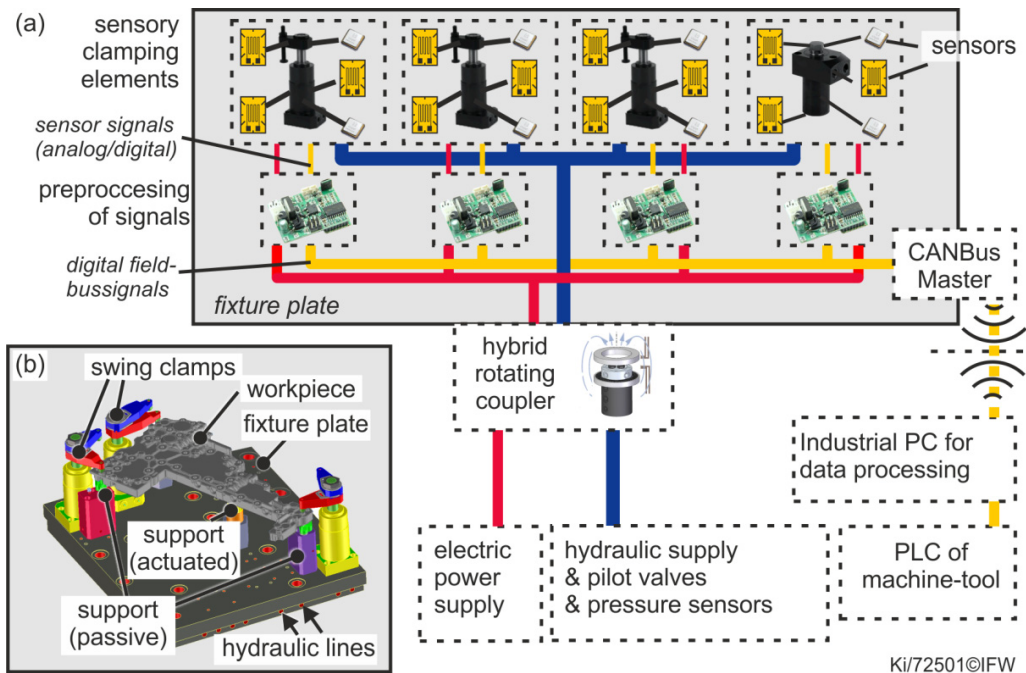 (a)
sensory
clamping
elements
sensors
sensor signals
(analog/digital)
preproccesing
of signals
digital field-
bussignals
fixture plate
CANBus
Master
hybrid
rotating
coupler
Industrial PC for
data processing
electric
power
supply
hydraulic supply
& pilot valves
& pressure sensors
PLC of
machine-tool
(b)
swing clamps
workpiece
fixture plate
support
(actuated)
support
(passive)
hydraulic lines
Ki/72501©IFW